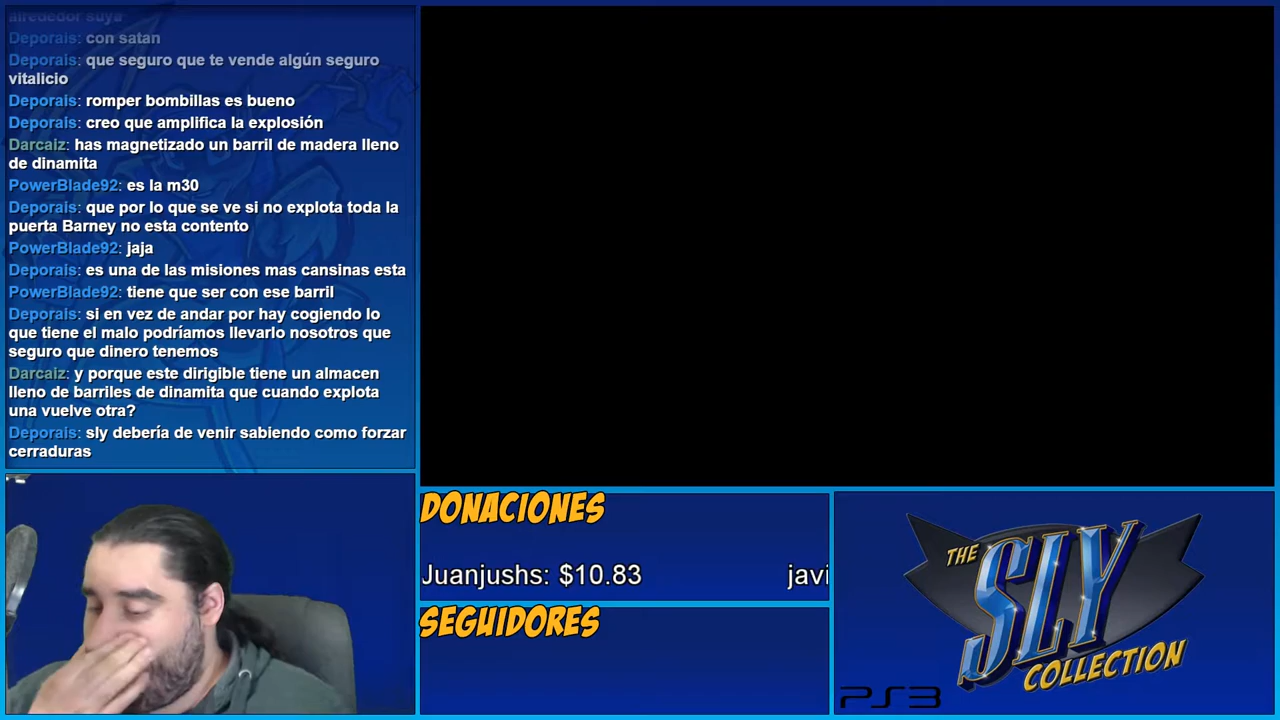 alrededor suya
Deporais: con satan
Deporais: que seguro que te vende algún seguro
vitalicio
Deporais: romper bombillas es bueno
Deporais: creo que amplifica la explosión
Darcaiz: has magnetizado un barril de madera lleno
de dinamita
PowerBlade92: es la m30
Deporais: que por lo que se ve si no explota toda la
puerta Barney no esta contento
PowerBlade92: jaja
Deporais: es una de las misiones mas cansinas esta
PowerBlade92: tiene que ser con ese barril
Deporais: si en vez de andar por hay cogiendo lo
que tiene el malo podríamos llevarlo nosotros que
seguro que dinero tenemos
Darcaiz: y porque este dirigible tiene un almacen
lleno de barriles de dinamita que cuando explota
una vuelve otra?
Deporais: sly debería de venir sabiendo como forzar
cerraduras
DONACIONES
Juanjushs: $10.83 javi
SEGUIDORES
THE
SLY
COLLECTION
PS3